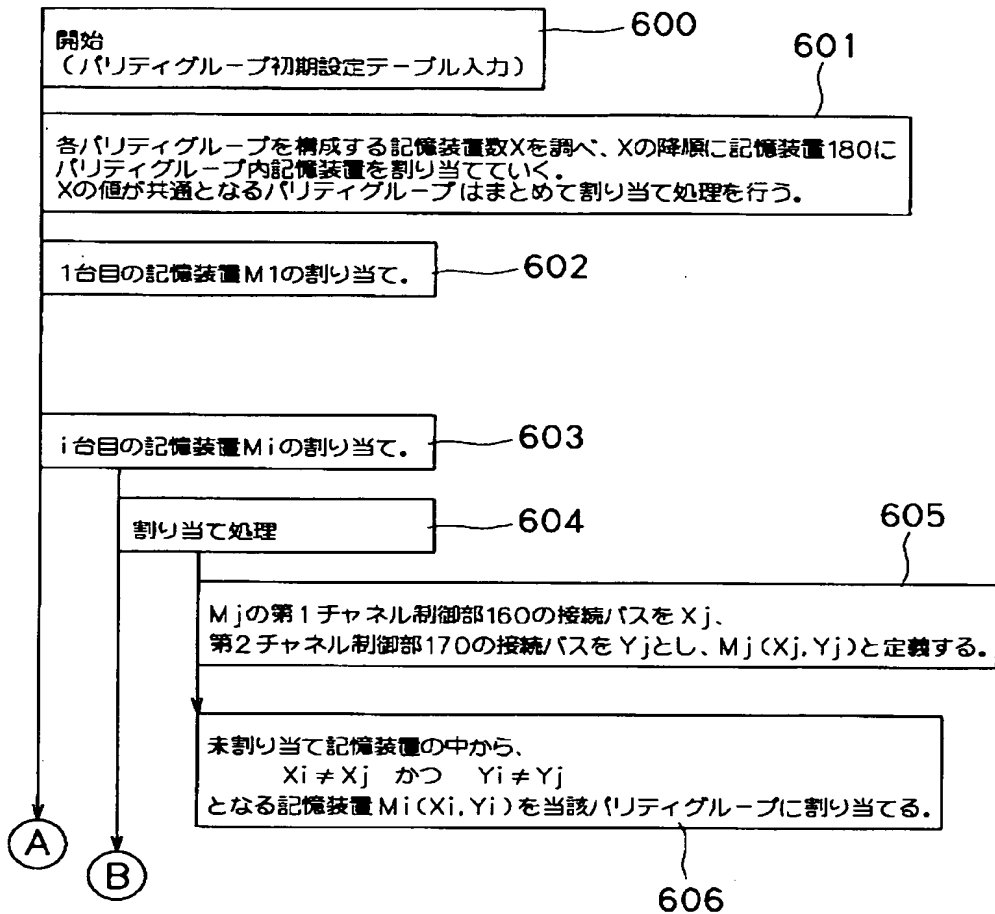 600
開始
(パリティグループ初期設定テーブル入力)
601
各パリティグループを構成する記憶装置数Xを調べ、Xの降順に記憶装置180に
パリティグループ内記憶装置を割り当てていく。
Xの値が共通となるパリティグループはまとめて割り当て処理を行う。
1台目の記憶装置M1の割り当て。
602
i台目の記憶装置Miの割り当て。
603
割り当て処理
604
605
Mjの第1チャネル制御部160の接続パスをXj、
第2チャネル制御部170の接続パスをYjとし、Mj(Xj,Yj)と定義する。
未割り当て記憶装置の中から、
Xi≠Xj かつ Yi≠Yj
となる記憶装置Mi(Xi,Yi)を当該パリティグループに割り当てる。
A
B
606